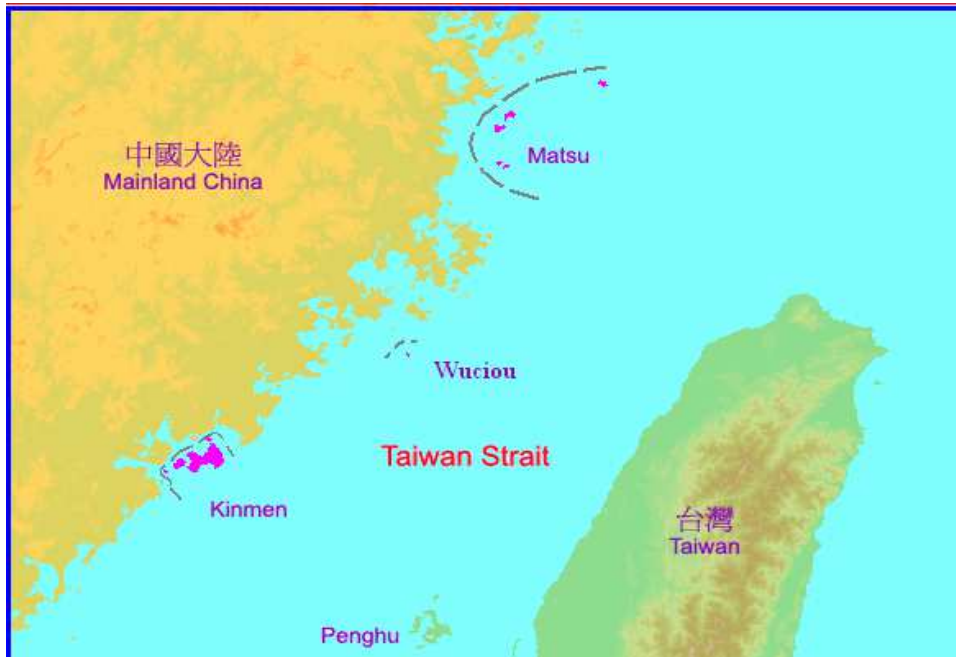 中國大陸
Mainland China
Matsu
Wuciou
Taiwan Strait
Kinmen
台灣
Taiwan
Penghu